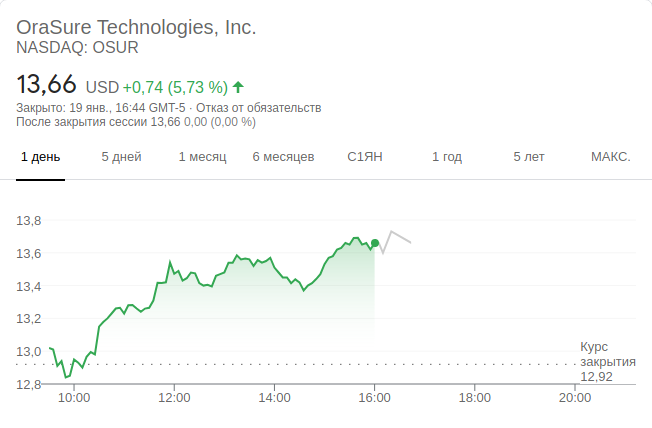 OraSure Technologies, Inc.
NASDAQ: OSUR
13,66 USD +0,74 (5,73 %)
Закрыто: 19 янв., 16:44 GMT-5 · Отказ от обязательств
После закрытия сессии 13,66 0,00 (0,00 %)
1 день 5 дней 1 месяц 6 месяцев С1ЯН 1 год 5 лет МАКС.
13,8
13,6
13,4
13,2
13,0
12,8
Курс
закрытия
12,92
10:00 12:00 14:00 16:00 18:00 20:00